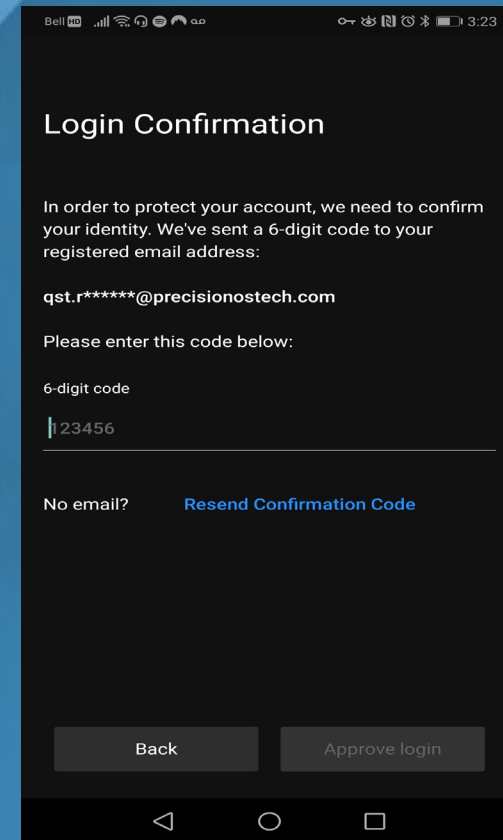 Bell HD 3:23
Login Confirmation
In order to protect your account, we need to confirm
your identity. We've sent a 6-digit code to your
registered email address:
qst.r******@precisionostech.com
Please enter this code below:
6-digit code
123456
No email? Resend Confirmation Code
Back Approve login